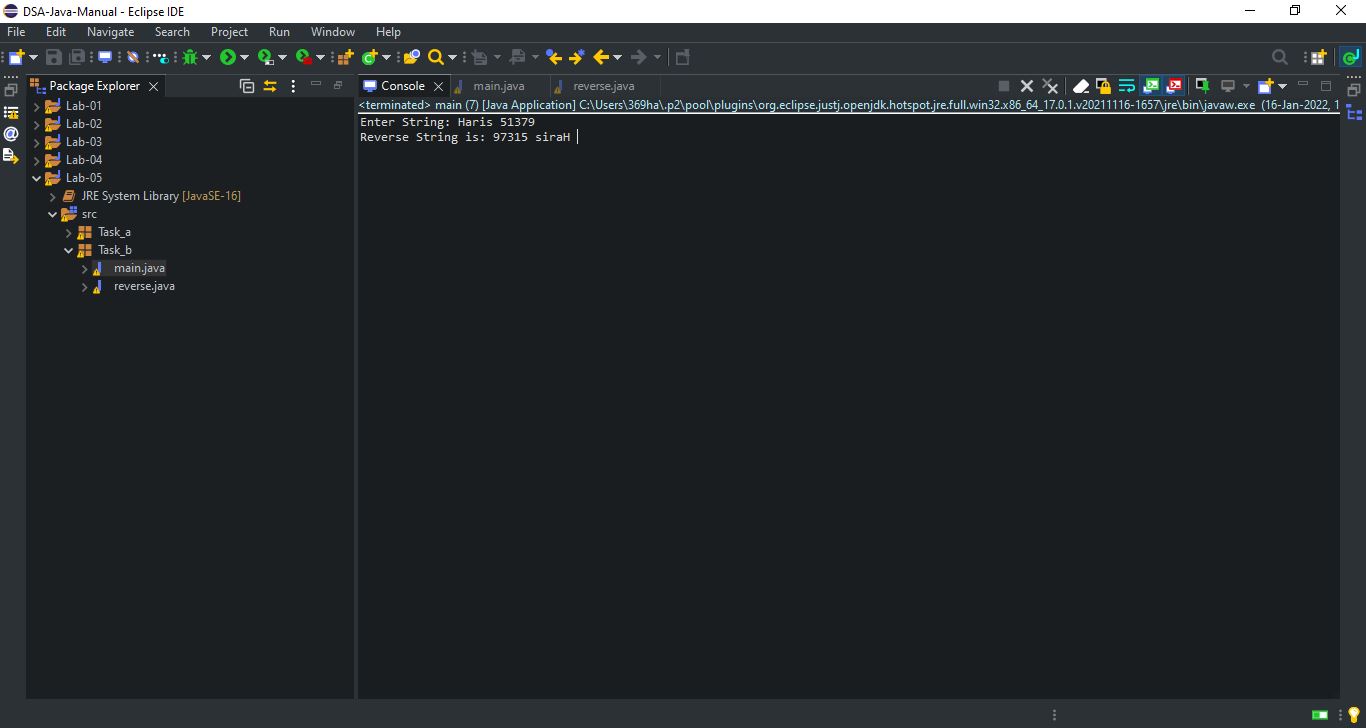 DSA-Java-Manual - Eclipse IDE
File Edit Navigate Search Project Run Window Help
Package Explorer
Console main.java reverse.java
<terminated> main (7) [Java Application] C:\Users\369ha\.p2\pool\plugins\org.eclipse.justj.openjdk.hotspot.jre.full.win32.x86_64_17.0.1.v20211116-1657\jre\bin\javaw.exe (16-Jan-2022, 1
Lab-01
Lab-02
Lab-03
Lab-04
Lab-05
JRE System Library [JavaSE-16]
src
Task_a
Task_b
main.java
reverse.java
Enter String: Haris 51379
Reverse String is: 97315 siraH